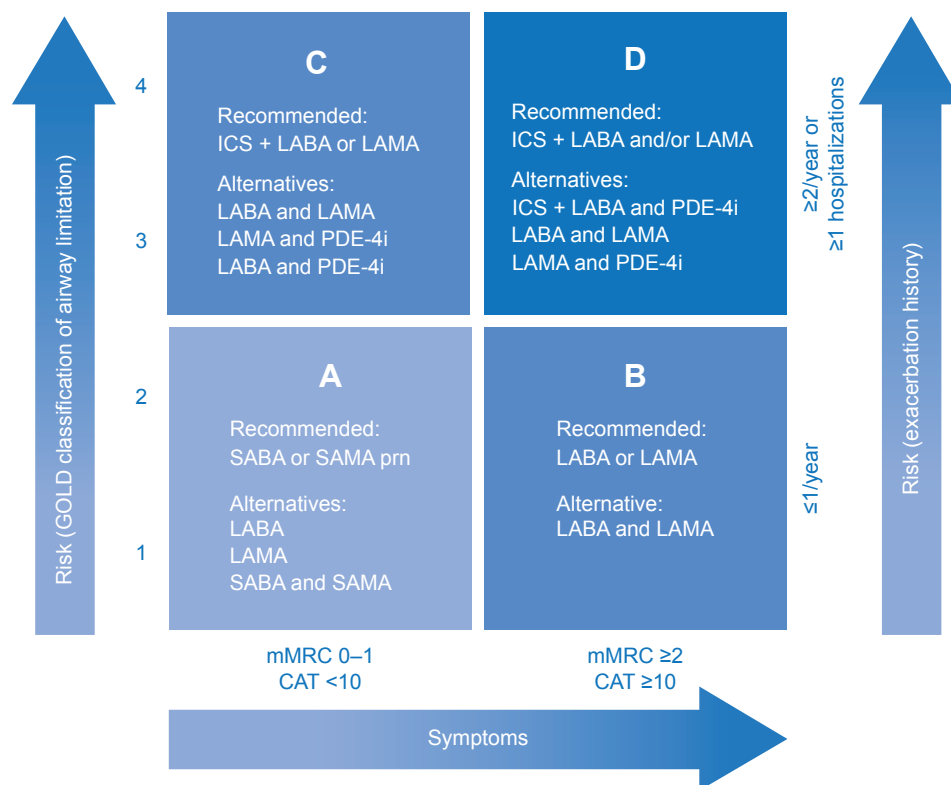 Risk (GOLD classification of airway limitation)
4
3
2
1
C
Recommended:
ICS + LABA or LAMA
Alternatives:
LABA and LAMA
LAMA and PDE-4i
LABA and PDE-4i
D
Recommended:
ICS + LABA and/or LAMA
Alternatives:
ICS + LABA and PDE-4i
LABA and LAMA
LAMA and PDE-4i
A
Recommended:
SABA or SAMA prn
Alternatives:
LABA
LAMA
SABA and SAMA
B
Recommended:
LABA or LAMA
Alternative:
LABA and LAMA
≥2/year or
≥1 hospitalizations
≤1/year
Risk (exacerbation history)
mMRC 0–1
CAT <10
mMRC ≥2
CAT ≥10
Symptoms